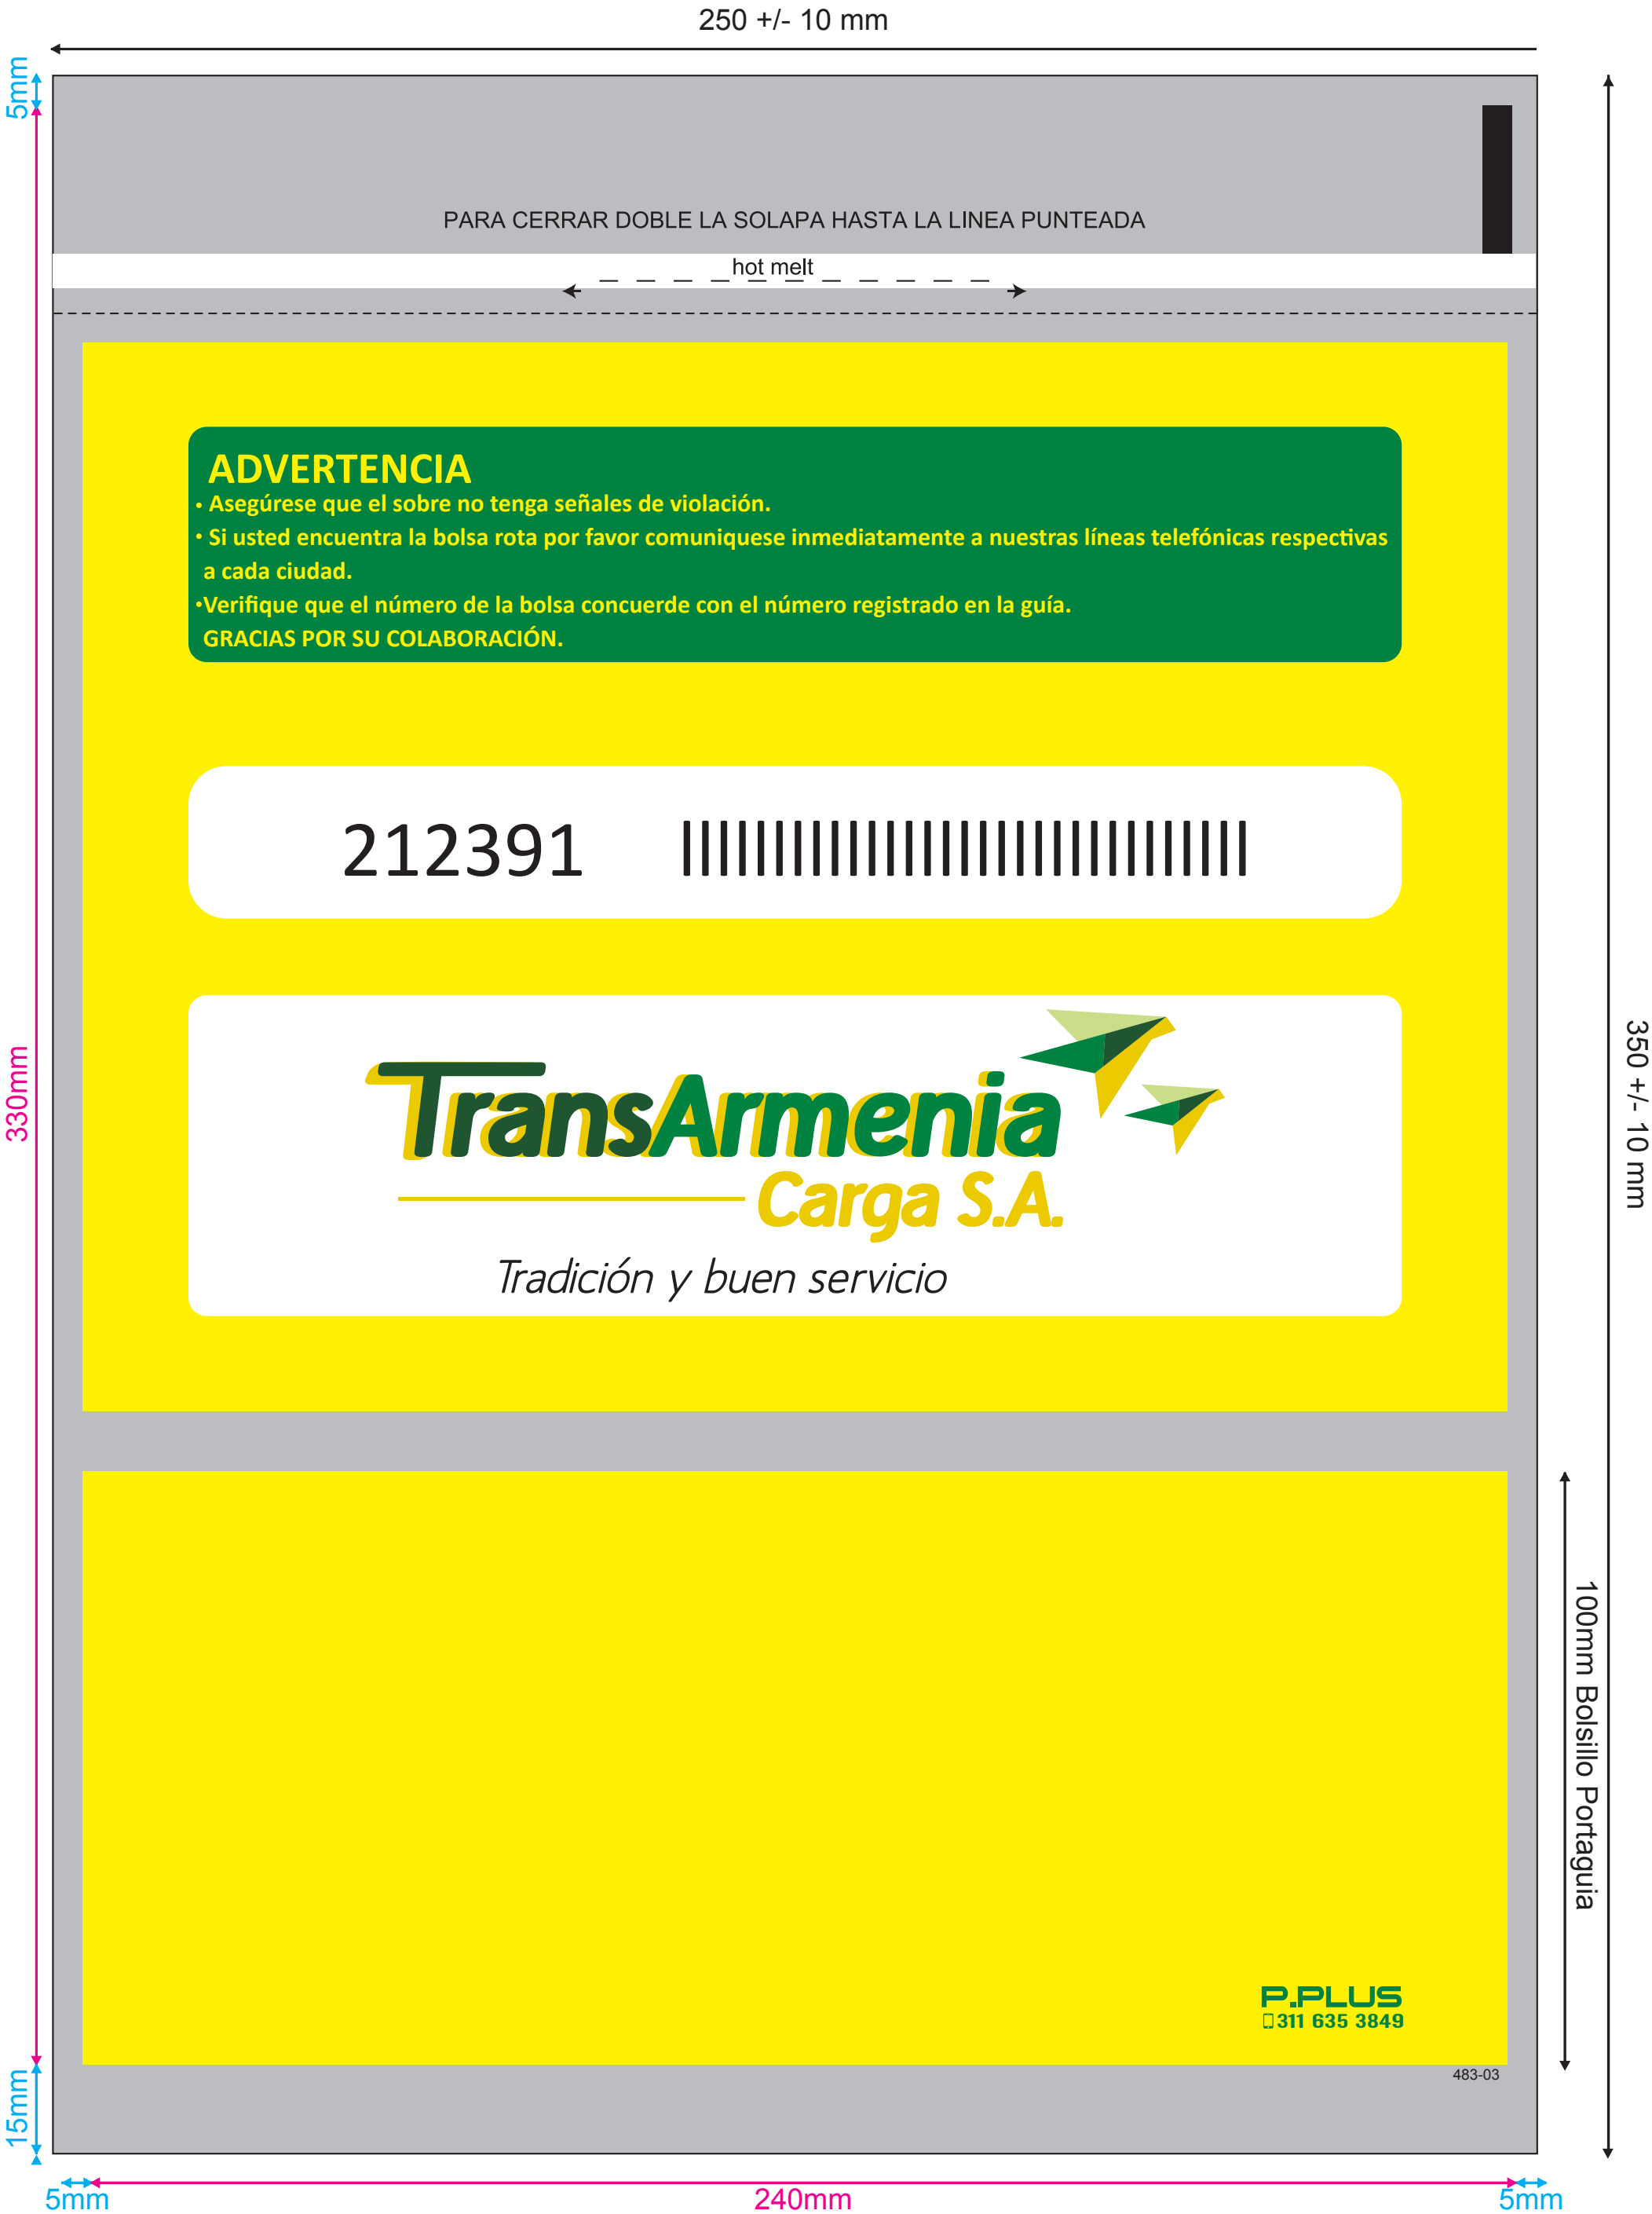 250 +/- 10 mm
5mm
PARA CERRAR DOBLE LA SOLAPA HASTA LA LINEA PUNTEADA
hot melt
ADVERTENCIA
• Asegúrese que el sobre no tenga señales de violación.
• Si usted encuentra la bolsa rota por favor comuniquese inmediatamente a nuestras líneas telefónicas respectivas
a cada ciudad.
•Verifique que el número de la bolsa concuerde con el número registrado en la guía.
GRACIAS POR SU COLABORACIÓN.
212391
TransArmenia
Carga S.A.
Tradición y buen servicio
330mm
350 +/- 10 mm
100mm Bolsillo Portaguia
P.PLUS
311 635 3849
483-03
15mm
5mm
240mm
5mm